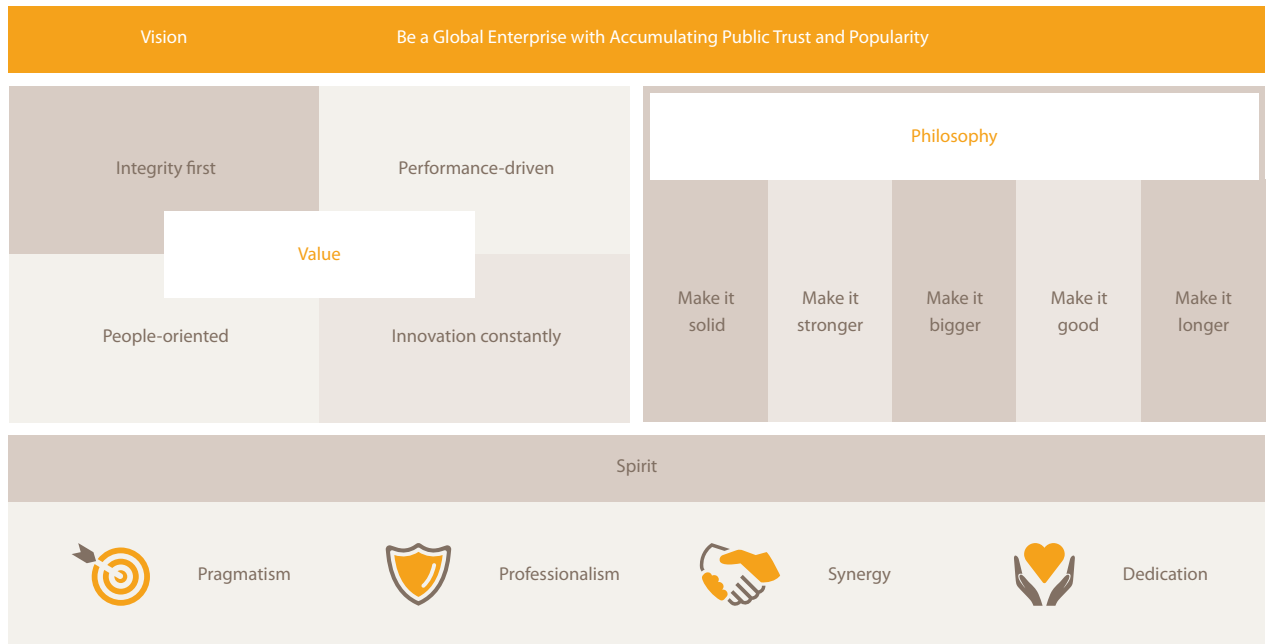 Vision
Be a Global Enterprise with Accumulating Public Trust and Popularity
Integrity first
Performance-driven
Value
People-oriented
Innovation constantly
Philosophy
Make it
solid
Make it
stronger
Make it
bigger
Make it
good
Make it
longer
Spirit
Pragmatism
Professionalism
Synergy
Dedication